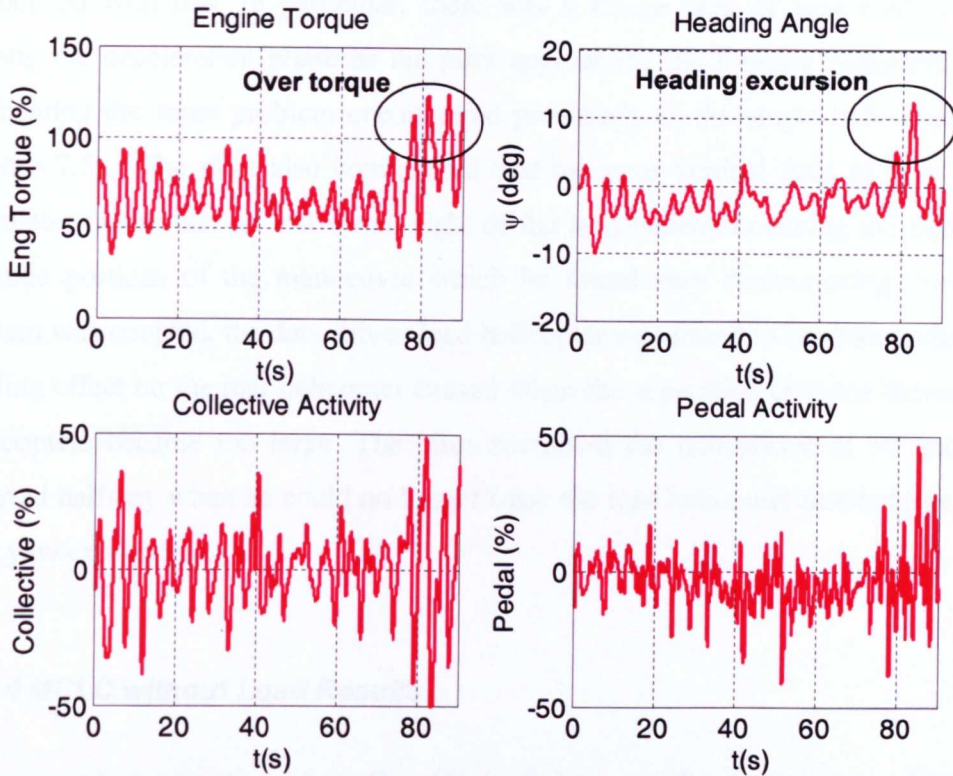 Engine Torque
150
Over torque
100
50
0
Eng Torque (%)
0 20 40 60 80
t(s)
Heading Angle
20
Heading excursion
10
0
-10
-20
ψ (deg)
0 20 40 60 80
t(s)
Collective Activity
50
0
-50
Collective (%)
0 20 40 60 80
t(s)
Pedal Activity
50
0
-50
Pedal (%)
0 20 40 60 80
t(s)